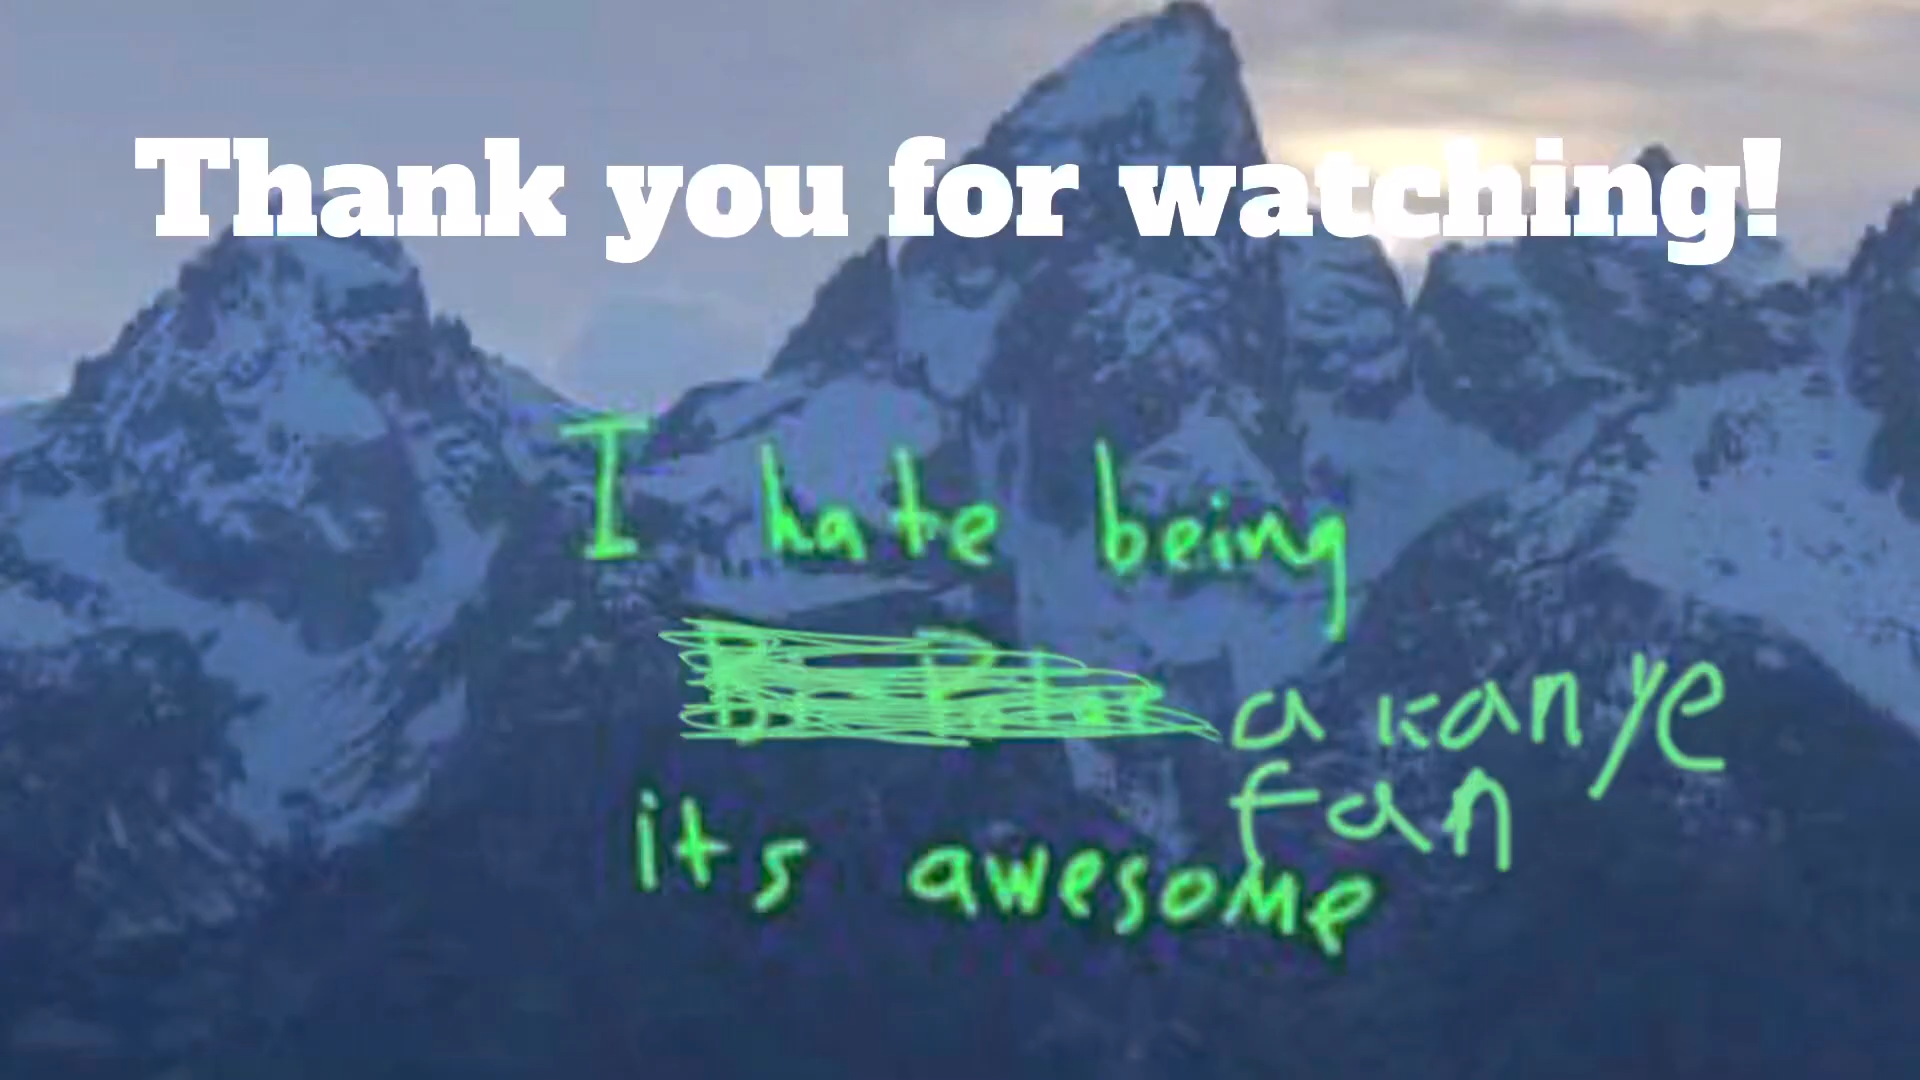 Thank you for watching!
I hate being
a kanye
fan
its awesome